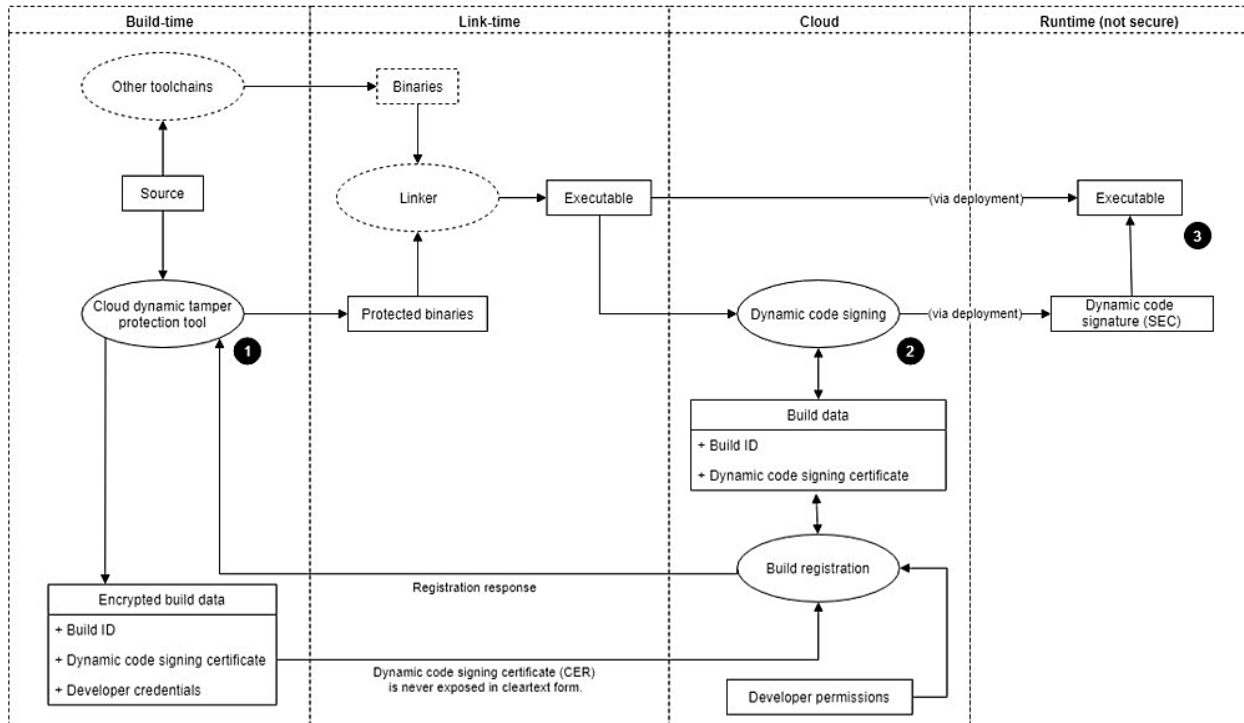 Build-time
Link-time
Cloud
Runtime (not secure)
Other toolchains
Binaries
Source
Linker
Executable
(via deployment)
Executable
3
Cloud dynamic tamper
protection tool
1
Protected binaries
Dynamic code signing
2
(via deployment)
Dynamic code
signature (SEC)
Build data
+ Build ID
+ Dynamic code signing certificate
Registration response
Build registration
Encrypted build data
+ Build ID
+ Dynamic code signing certificate
+ Developer credentials
Dynamic code signing certificate (CER)
is never exposed in cleartext form.
Developer permissions